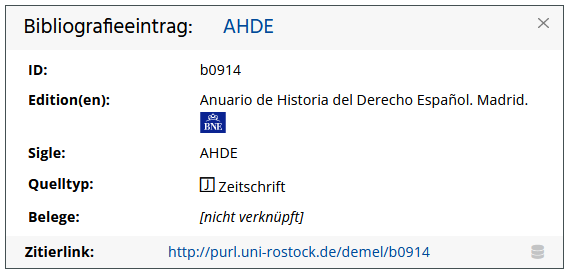 Bibliografieeintrag: AHDE
ID: b0914
Edition(en): Anuario de Historia del Derecho Español. Madrid.
BNE
Sigle: AHDE
Quelltyp: J Zeitschrift
Belege: [nicht verknüpft]
Zitierlink: http://purl.uni-rostock.de/demel/b0914